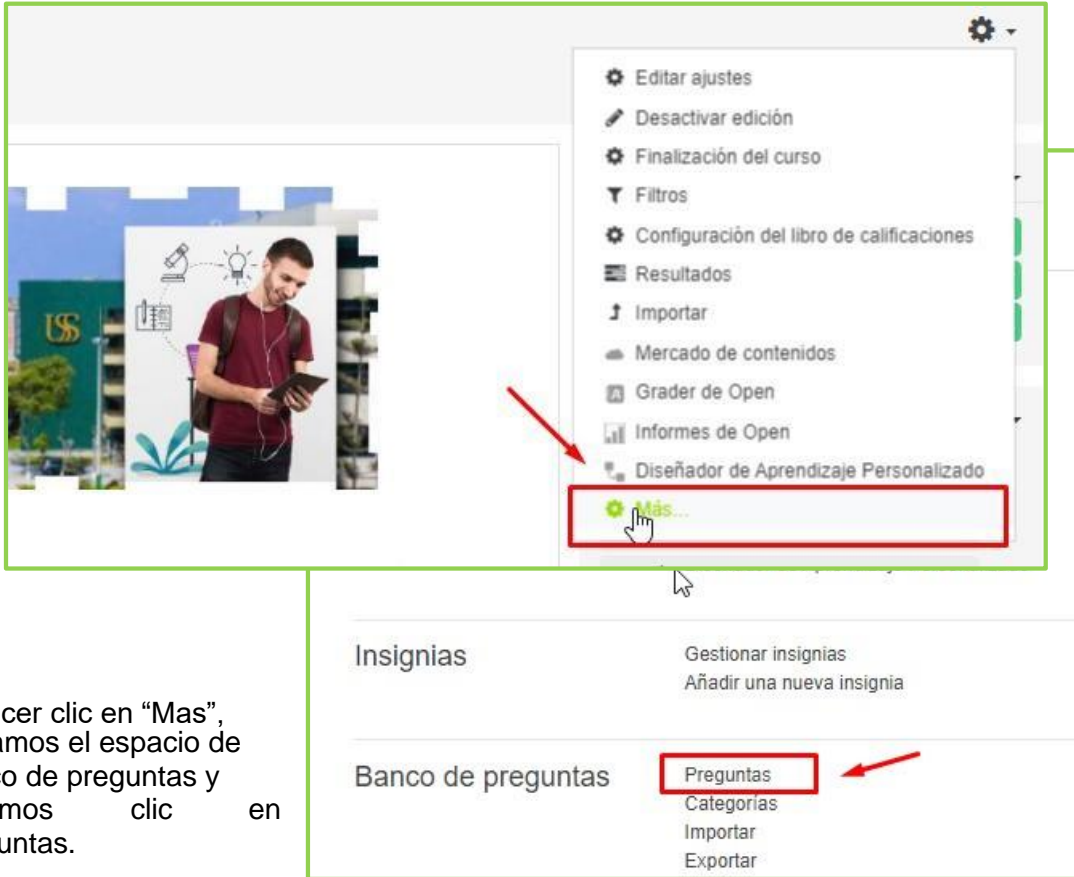 Editar ajustes
Desactivar edición
Finalización del curso
Filtros
Configuración del libro de calificaciones
Resultados
Importar
Mercado de contenidos
Grader de Open
Informes de Open
Diseñador de Aprendizaje Personalizado
Más...
USS
Insignias
Gestionar insignias
Añadir una nueva insignia
cer clic en “Mas”,
amos el espacio de
o de preguntas y
mos clic en
untas.
Banco de preguntas
Preguntas
Categorías
Importar
Exportar